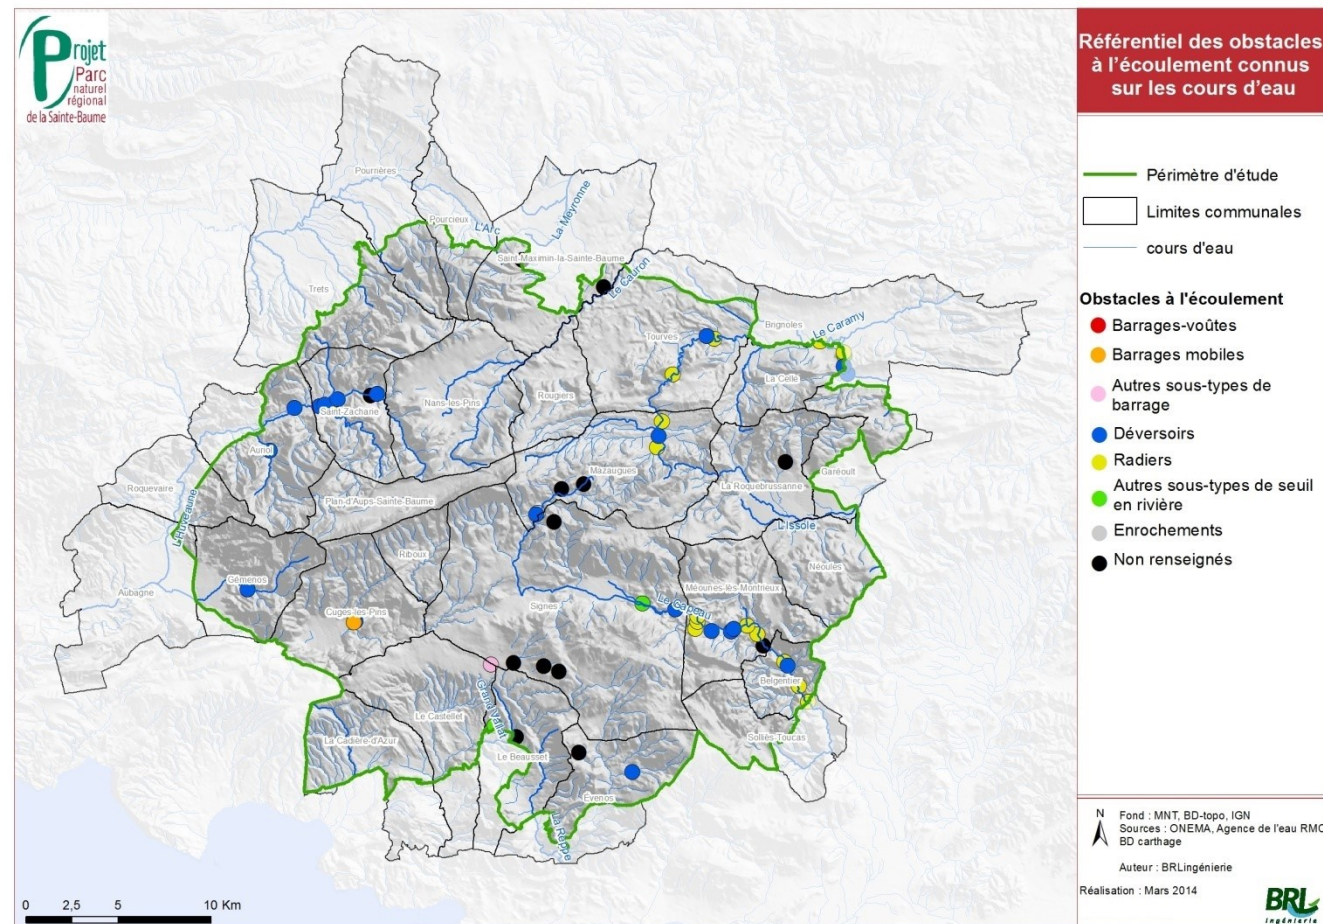 Projet
Parc
naturel
régional
de la Sainte-Baume
Référentiel des obstacles
à l'écoulement connus
sur les cours d'eau
Périmètre d'étude
Limites communales
cours d'eau
Obstacles à l'écoulement
Barrages-voûtes
Barrages mobiles
Autres sous-types de
barrage
Déversoirs
Radiers
Autres sous-types de seuil
en rivière
Enrochements
Non renseignés
Pourrières
Pourcieux
L'Arc
La Meyronne
Saint-Maximin-la-Sainte-Baume
Le Cauron
Trets
Tourves
Brignoles
Le Caramy
La Celle
Saint-Zacharie
Nans-les-Pins
Rougiers
Auriol
Mazaugues
Garéoult
La Roquebrussanne
Roquevaire
Plan-d'Aups-Sainte-Baume
L'Huveaune
L'Issole
Riboux
Néoules
Gémenos
Aubagne
Cuges-les-Pins
Signes
Méounes-lès-Montrieux
Le Gapeau
Belgentier
Grand Vallat
Le Castellet
La Cadière-d'Azur
Solliès-Toucas
Le Beausset
Évenos
La Reppe
0 2,5 5 10 Km
N
Fond : MNT, BD-topo, IGN
Sources : ONEMA, Agence de l'eau RMC
BD carthage
Auteur : BRLingénierie
Réalisation : Mars 2014
BRL
ingénierie